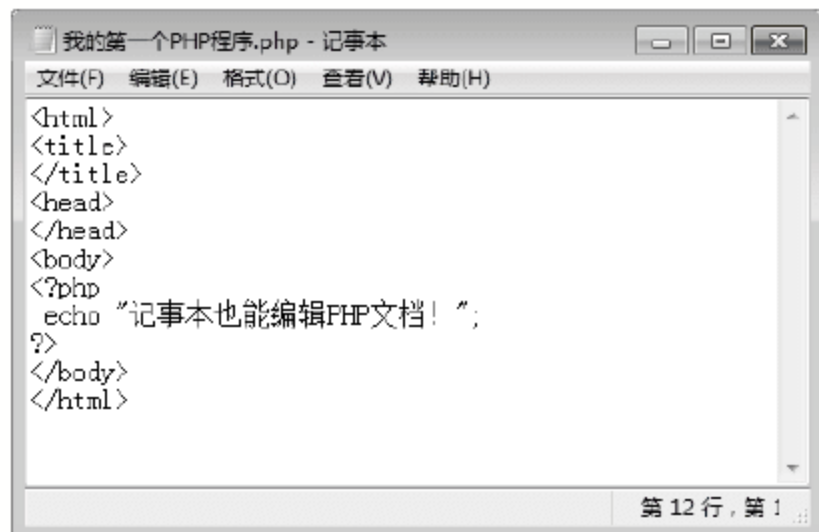 我的第一个PHP程序.php - 记事本
文件(F) 编辑(E) 格式(O) 查看(V) 帮助(H)
<html>
<title>
</title>
<head>
</head>
<body>
<?php
 echo "记事本也能编辑PHP文档！";
?>
</body>
</html>
第 12 行，第 1